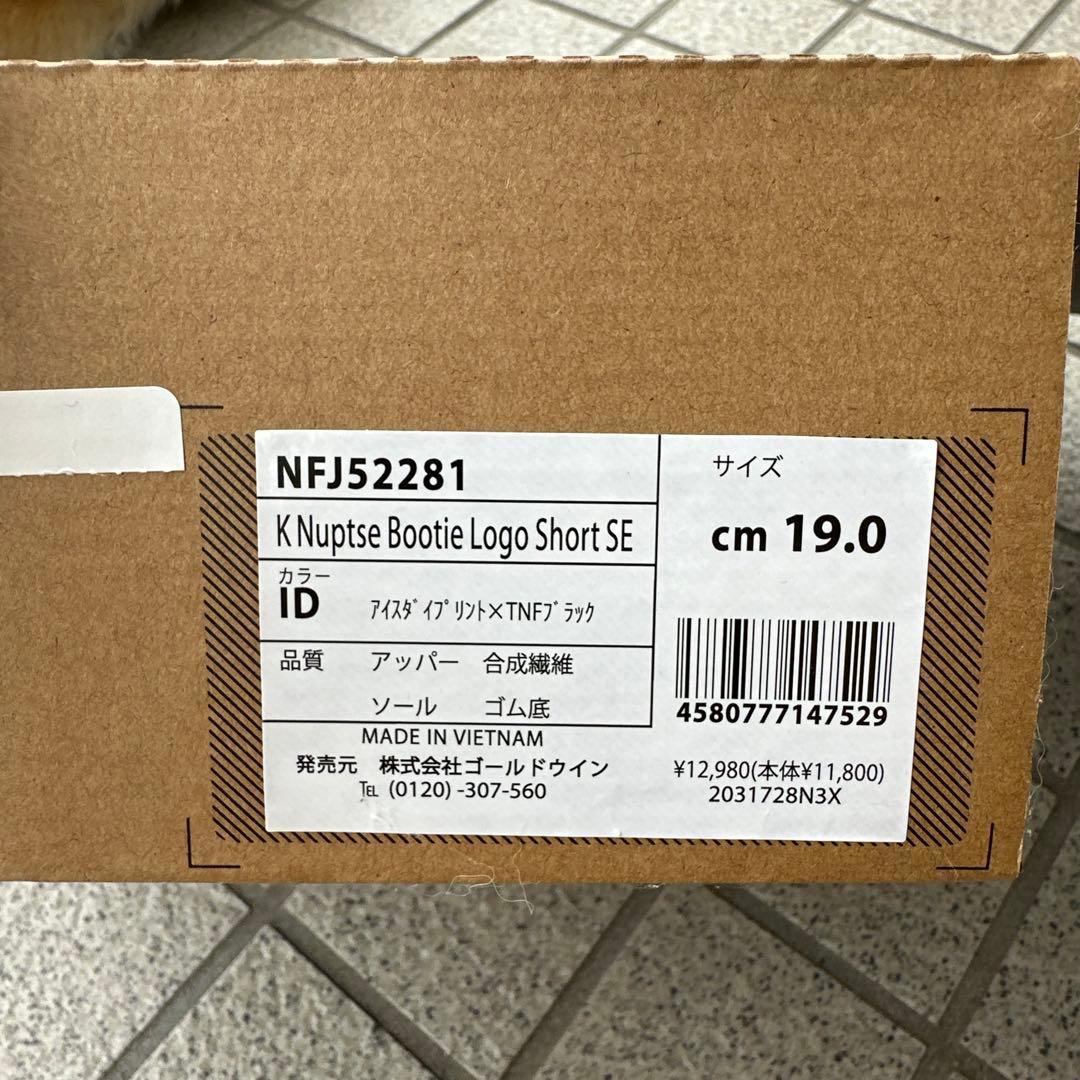 NFJ52281
K Nuptse Bootie Logo Short SE
カラー
ID ｱｲｽﾀﾞｲﾌﾟﾘﾝﾄ×TNFﾌﾞﾗｯｸ
品質 アッパー 合成繊維
ソール ゴム底
MADE IN VIETNAM
発売元 株式会社ゴールドウイン
℡ (0120) -307-560
サイズ
cm 19.0
4580777147529
¥12,980(本体¥11,800)
2031728N3X